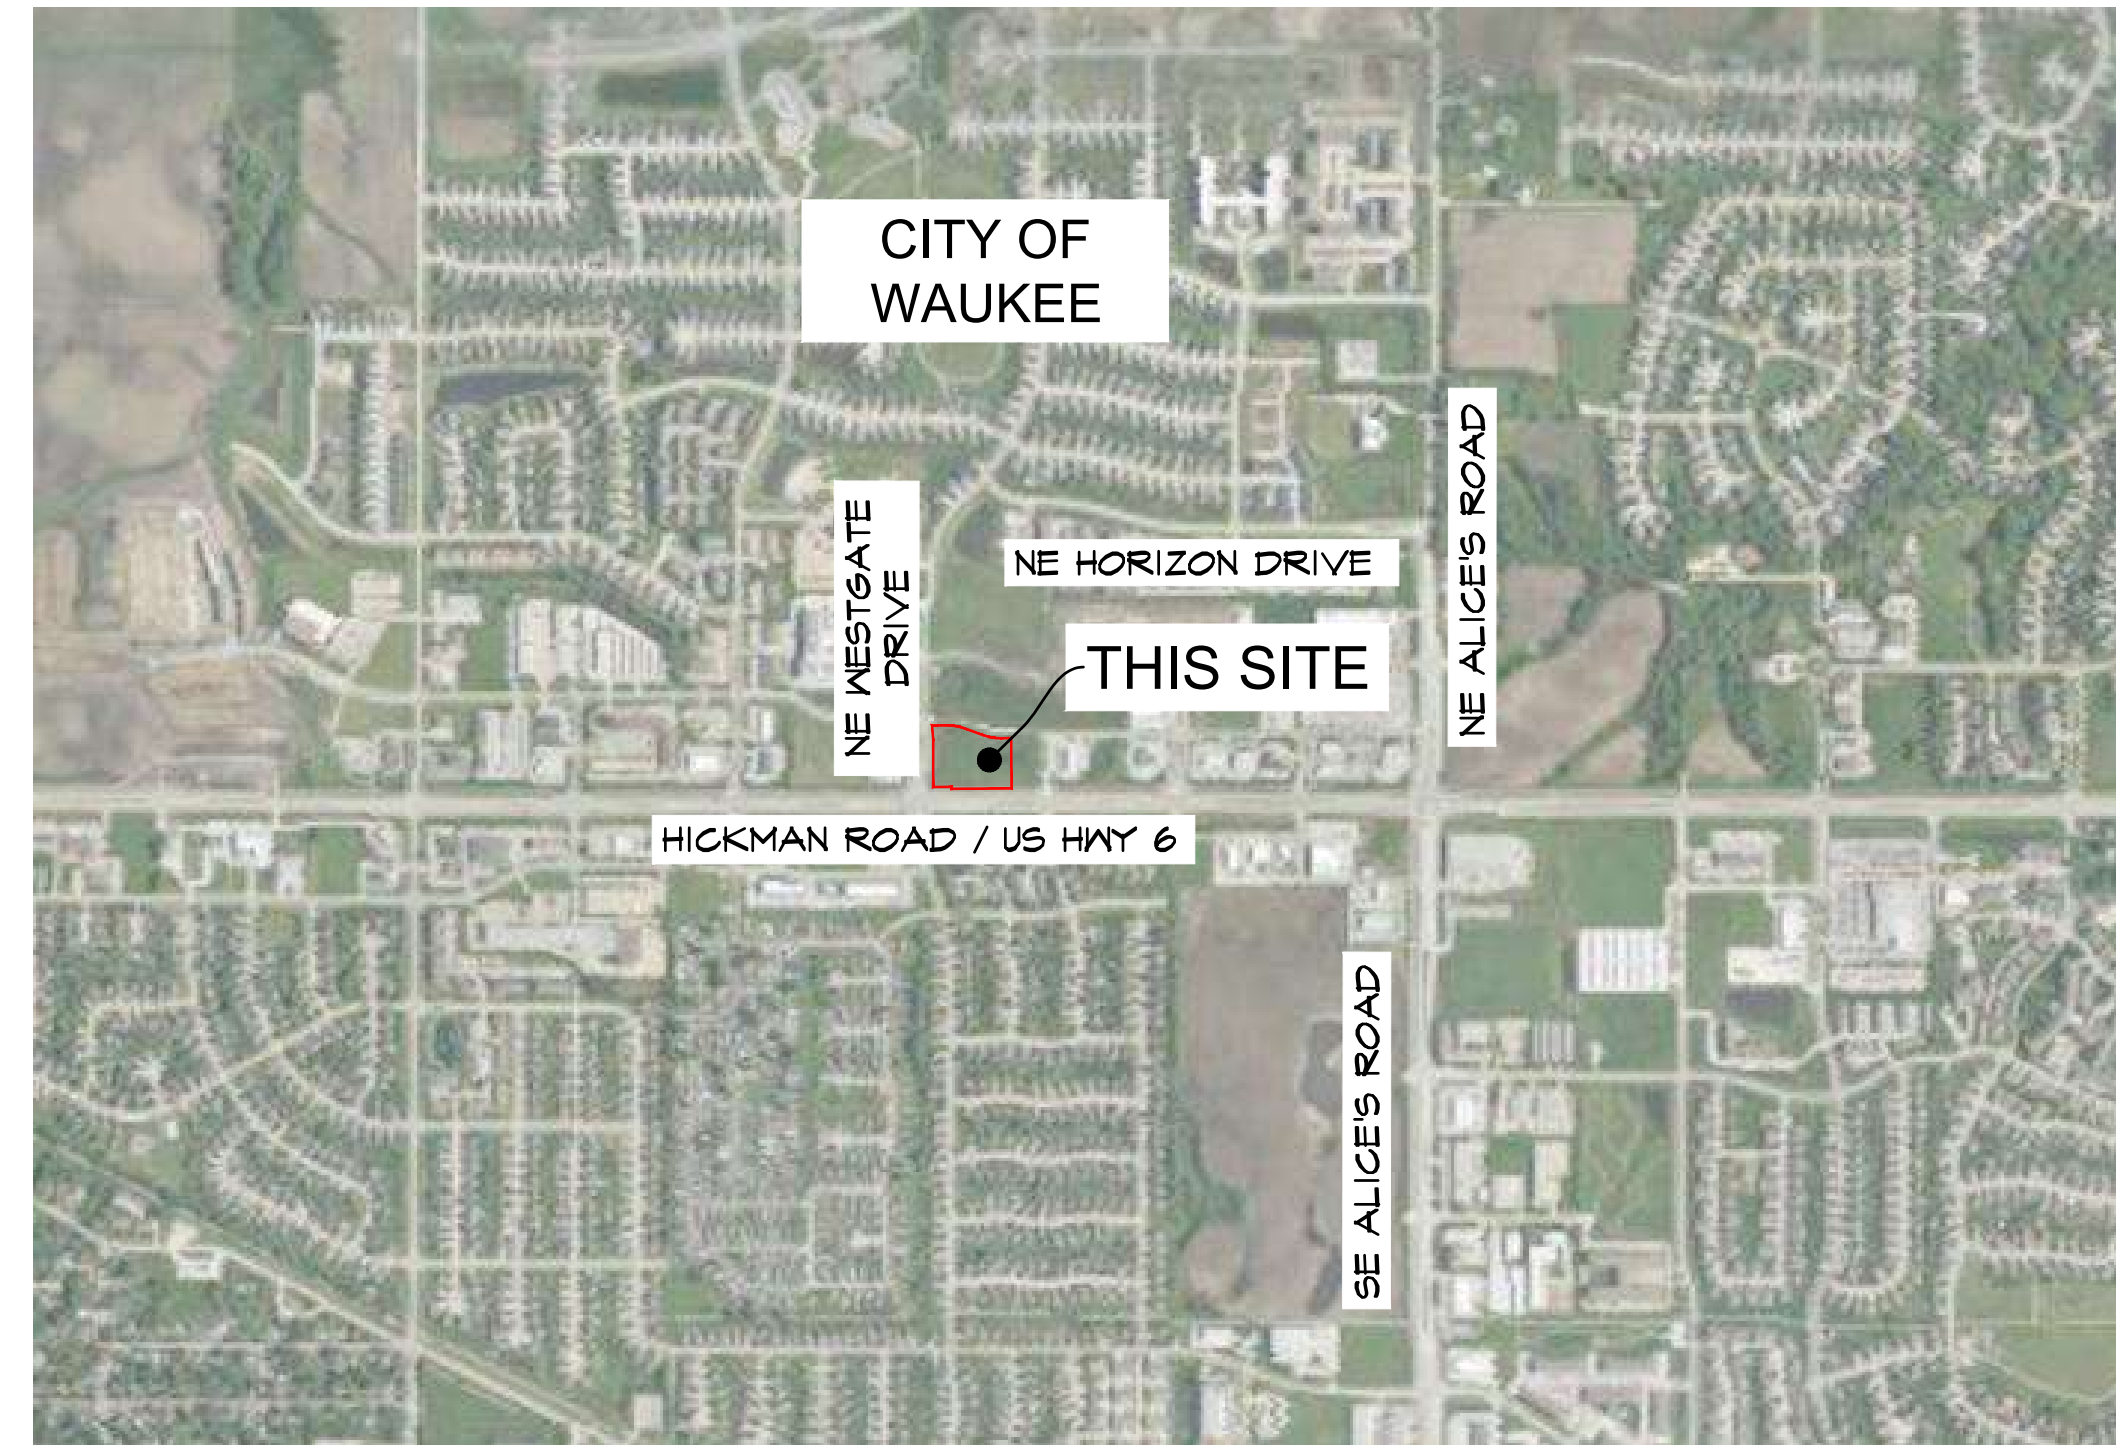 CITY OF
WAUKEE
NE ALICE'S ROAD
NE WESTGATE
DRIVE
NE HORIZON DRIVE
THIS SITE
HICKMAN ROAD / US HWY 6
SE ALICE'S ROAD